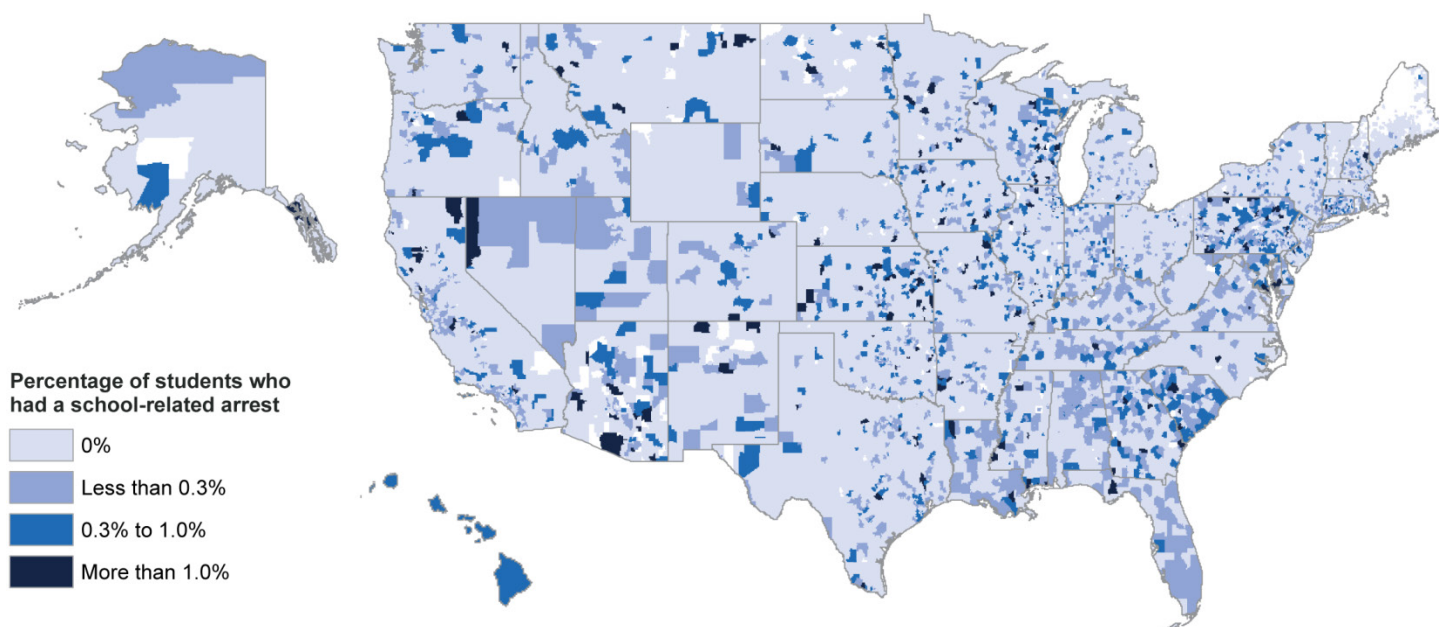 Percentage of students who
had a school-related arrest
0%
Less than 0.3%
0.3% to 1.0%
More than 1.0%